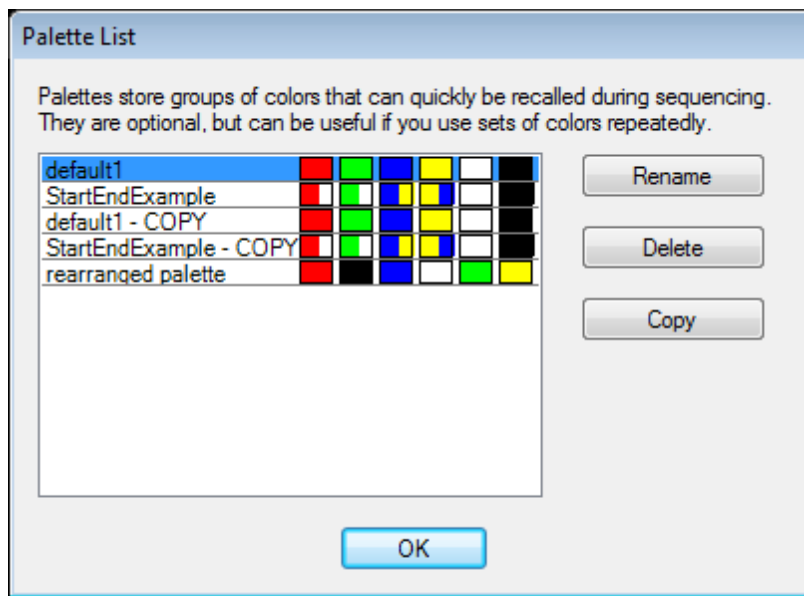 Palette List
Palettes store groups of colors that can quickly be recalled during sequencing.
They are optional, but can be useful if you use sets of colors repeatedly.
default1
StartEndExample
default1 - COPY
StartEndExample - COPY
rearranged palette
Rename
Delete
Copy
OK